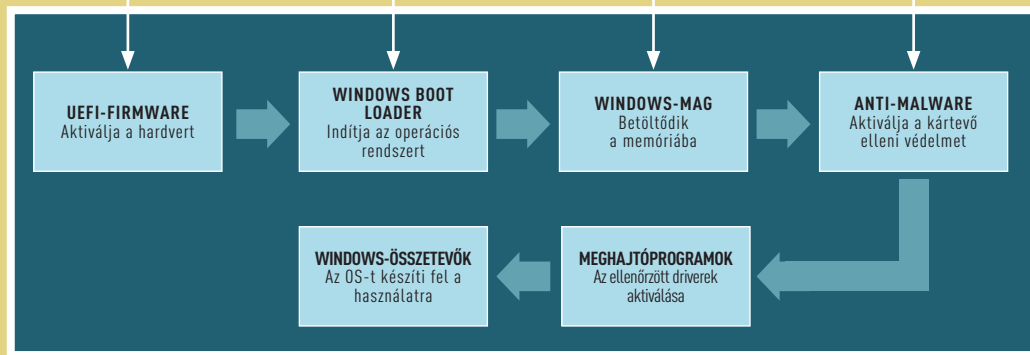 UEFI-FIRMWARE
Aktiválja a hardvert
WINDOWS BOOT
LOADER
Indítja az operációs
rendszert
WINDOWS-MAG
Betöltődik
a memóriába
ANTI-MALWARE
Aktiválja a kártevő
elleni védelmet
WINDOWS-ÖSSZETEVŐK
Az OS-t készíti fel a
használatra
MEGHAJTÓPROGRAMOK
Az ellenőrzött driverek
aktiválása